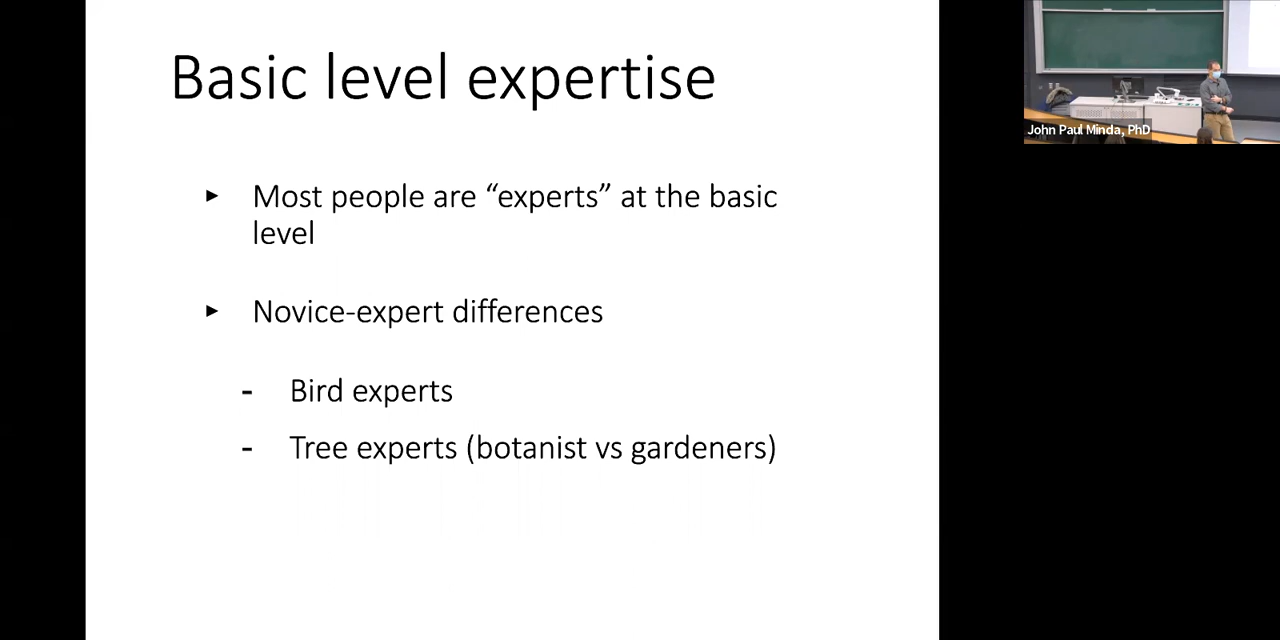 Basic level expertise
▸ Most people are “experts” at the basic
level
▸ Novice-expert differences
- Bird experts
- Tree experts (botanist vs gardeners)
John Paul Minda, PhD